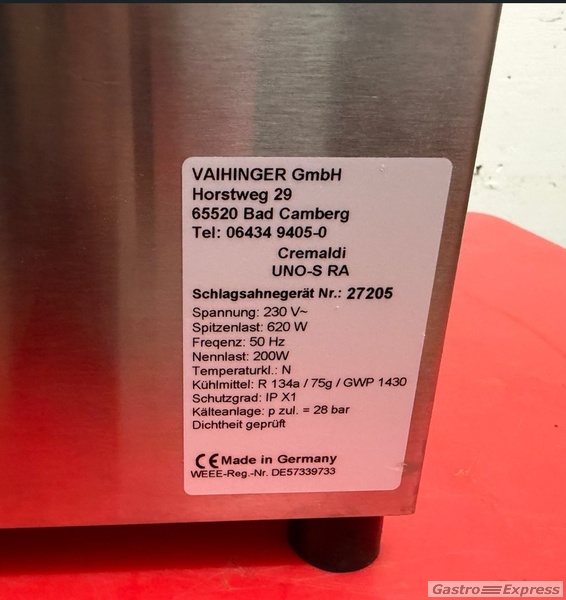 VAIHINGER GmbH
Horstweg 29
65520 Bad Camberg
Tel: 06434 9405-0
Cremaldi
UNO-S RA
Schlagsahnegerät Nr.: 27205
Spannung: 230 V~
Spitzenlast: 620 W
Freqenz: 50 Hz
Nennlast: 200W
Temperaturkl.: N
Kühlmittel: R 134a / 75g / GWP 1430
Schutzgrad: IP X1
Kälteanlage: p zul. = 28 bar
Dichtheit geprüft
CE Made in Germany
WEEE-Reg.-Nr. DE57339733
Gastro Express